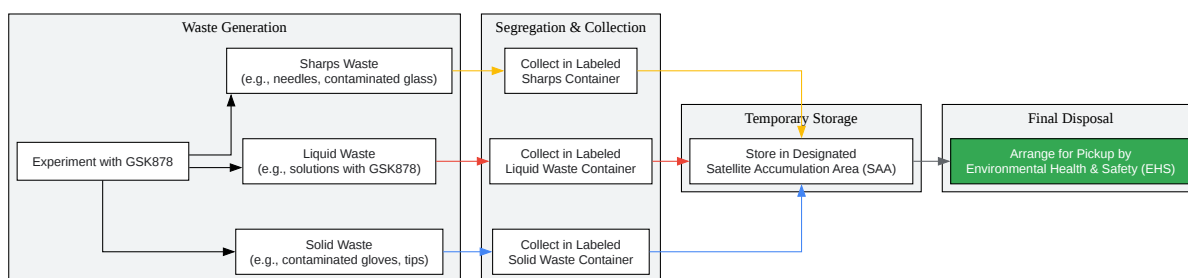 Waste Generation
Segregation & Collection
Sharps Waste
(e.g., needles, contaminated glass)
Collect in Labeled
Sharps Container
Temporary Storage
Final Disposal
Experiment with GSK878
Liquid Waste
(e.g., solutions with GSK878)
Collect in Labeled
Liquid Waste Container
Store in Designated
Satellite Accumulation Area (SAA)
Arrange for Pickup by
Environmental Health & Safety (EHS)
Solid Waste
(e.g., contaminated gloves, tips)
Collect in Labeled
Solid Waste Container